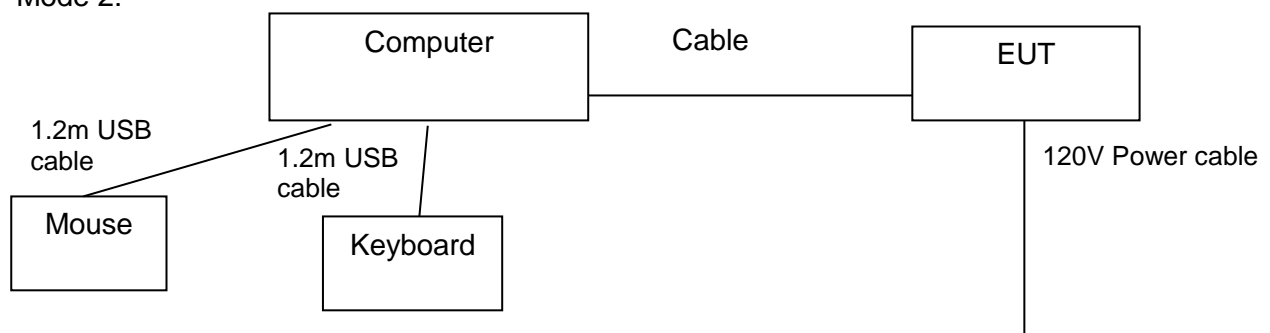 Mode 2:
Computer
Cable
EUT
1.2m USB
cable
1.2m USB
cable
120V Power cable
Mouse
Keyboard